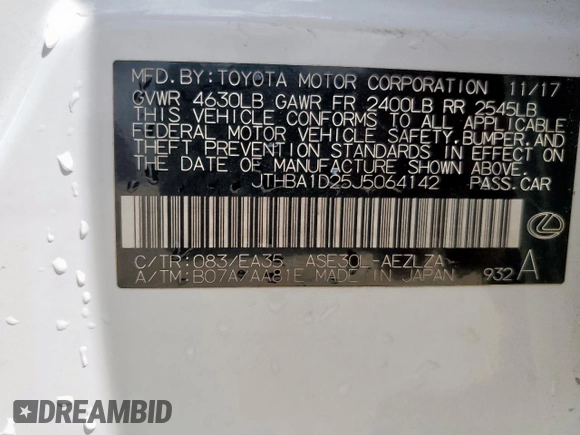 MFD.BY:TOYOTA MOTOR CORPORATION 11/17
GVWR 4630LB GAWR FR 2400LB RR 2545LB
THIS VEHICLE CONFORMS TO ALL APPLICABLE
FEDERAL MOTOR VEHICLE SAFETY,BUMPER,AND
THEFT PREVENTION STANDARDS IN EFFECT ON
THE DATE OF MANUFACTURE SHOWN ABOVE.
JTHBA1D25J5064142 PASS.CAR
C/TR:083/EA35 ASE30L-AEZLZA
A/TM:B07A/AA81E MADE IN JAPAN 932 A
DREAMBID